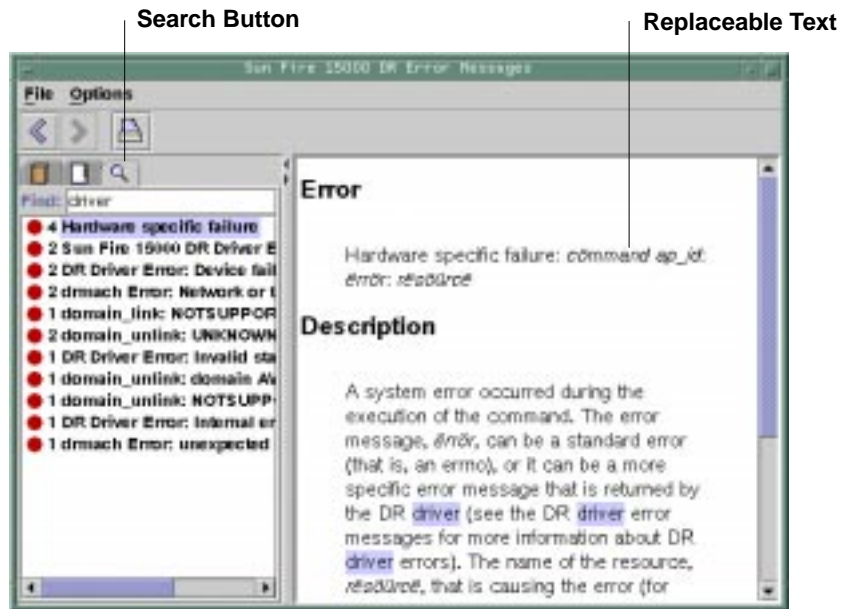 Search Button
Replaceable Text
Sun Fire 15000 DR Error Messages
File Options
Find: driver
4 Hardware specific failure
2 Sun Fire 15000 DR Driver E
2 DR Driver Error: Device fail
2 drmach Error: Network or t
1 domain_link: NOTSUPPOR
2 domain_unlink: UNKNOWN
1 DR Driver Error: Invalid sta
1 domain_unlink: domain A
1 domain_unlink: NOTSUPP
1 DR Driver Error: Internal er
1 drmach Error: unexpected
Error
Hardware specific failure: cömmand ap_id:
ërrör: rësöürcë
Description
A system error occurred during the
execution of the command. The error
message, ërrör, can be a standard error
(that is, an errno), or it can be a more
specific error message that is returned by
the DR driver (see the DR driver error
messages for more information about DR
driver errors). The name of the resource,
rësöürcë, that is causing the error (for